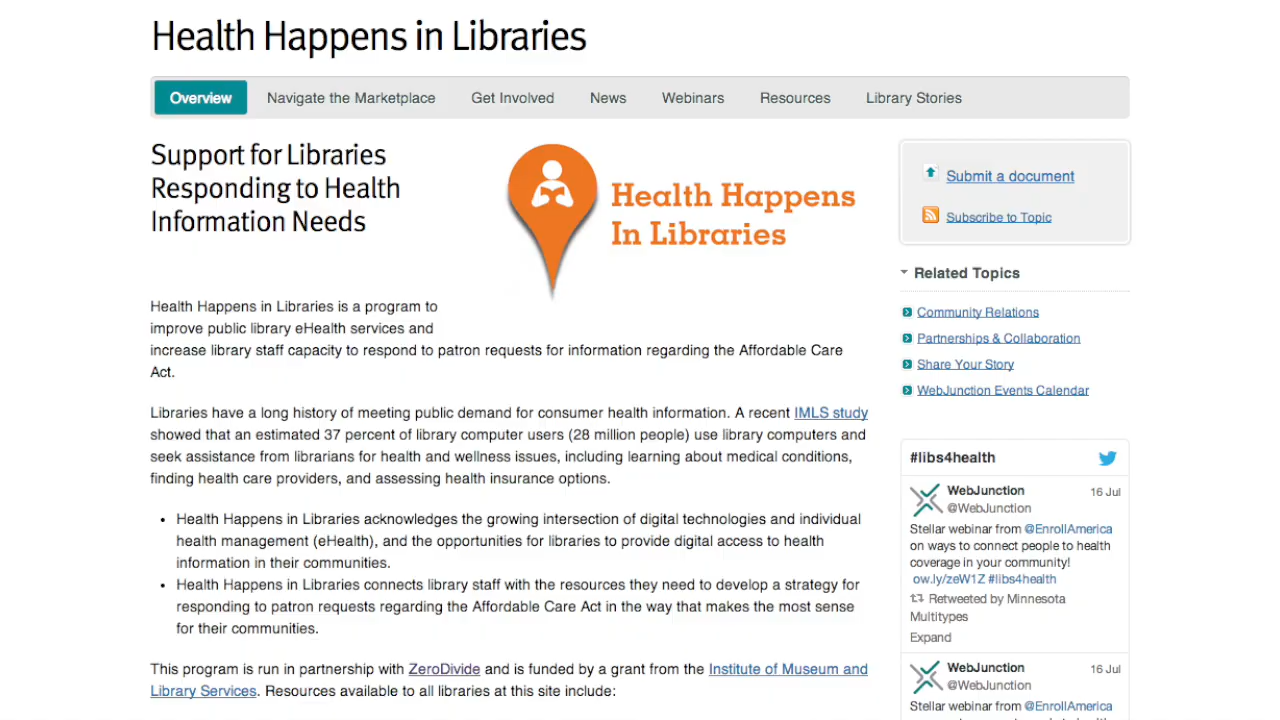 Health Happens in Libraries
Overview Navigate the Marketplace Get Involved News Webinars Resources Library Stories
Support for Libraries
Responding to Health
Information Needs
Health Happens
In Libraries
Health Happens in Libraries is a program to
improve public library eHealth services and
increase library staff capacity to respond to patron requests for information regarding the Affordable Care
Act.
Libraries have a long history of meeting public demand for consumer health information. A recent IMLS study
showed that an estimated 37 percent of library computer users (28 million people) use library computers and
seek assistance from librarians for health and wellness issues, including learning about medical conditions,
finding health care providers, and assessing health insurance options.
• Health Happens in Libraries acknowledges the growing intersection of digital technologies and individual
health management (eHealth), and the opportunities for libraries to provide digital access to health
information in their communities.
• Health Happens in Libraries connects library staff with the resources they need to develop a strategy for
responding to patron requests regarding the Affordable Care Act in the way that makes the most sense
for their communities.
This program is run in partnership with ZeroDivide and is funded by a grant from the Institute of Museum and
Library Services. Resources available to all libraries at this site include:
Submit a document
Subscribe to Topic
Related Topics
Community Relations
Partnerships & Collaboration
Share Your Story
WebJunction Events Calendar
#libs4health
WebJunction 16 Jul
@WebJunction
Stellar webinar from @EnrollAmerica
on ways to connect people to health
coverage in your community!
ow.ly/zeW1Z #libs4health
Retweeted by Minnesota
Multitypes
Expand
WebJunction 16 Jul
@WebJunction
Stellar webinar from @EnrollAmerica